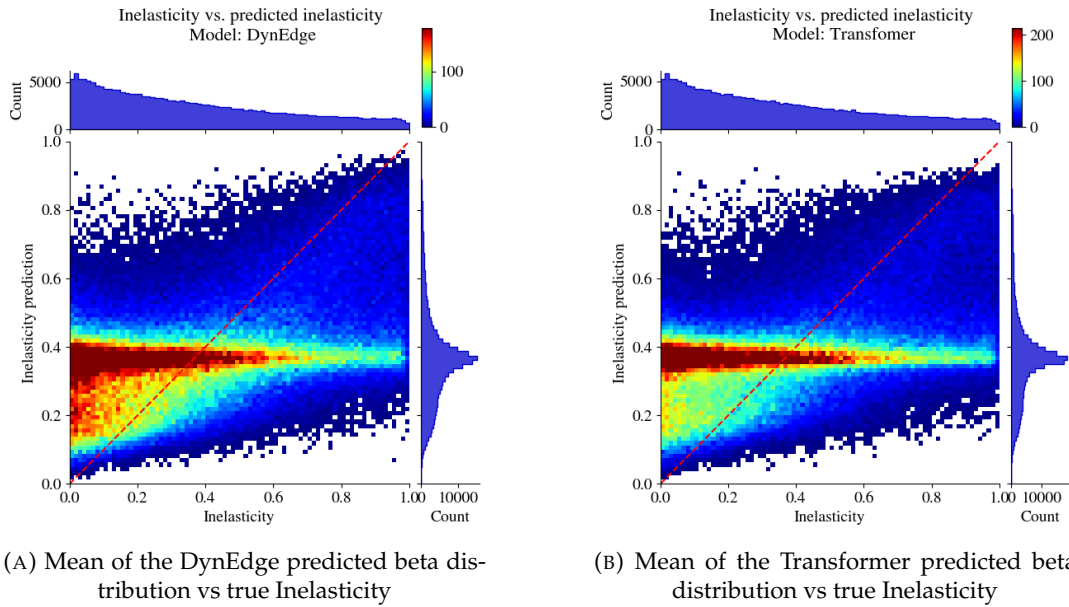 Inelasticity vs. predicted inelasticity
Model: DynEdge
Count
5000
0
100
0
Inelasticity prediction
1.0
0.8
0.6
0.4
0.2
0.0
0.0 0.2 0.4 0.6 0.8 1.0
Inelasticity
0 10000
Count
(A) Mean of the DynEdge predicted beta dis-
tribution vs true Inelasticity
Inelasticity vs. predicted inelasticity
Model: Transfomer
Count
5000
0
200
100
0
Inelasticity prediction
1.0
0.8
0.6
0.4
0.2
0.0
0.0 0.2 0.4 0.6 0.8 1.0
Inelasticity
0 10000
Count
(B) Mean of the Transformer predicted beta
distribution vs true Inelasticity